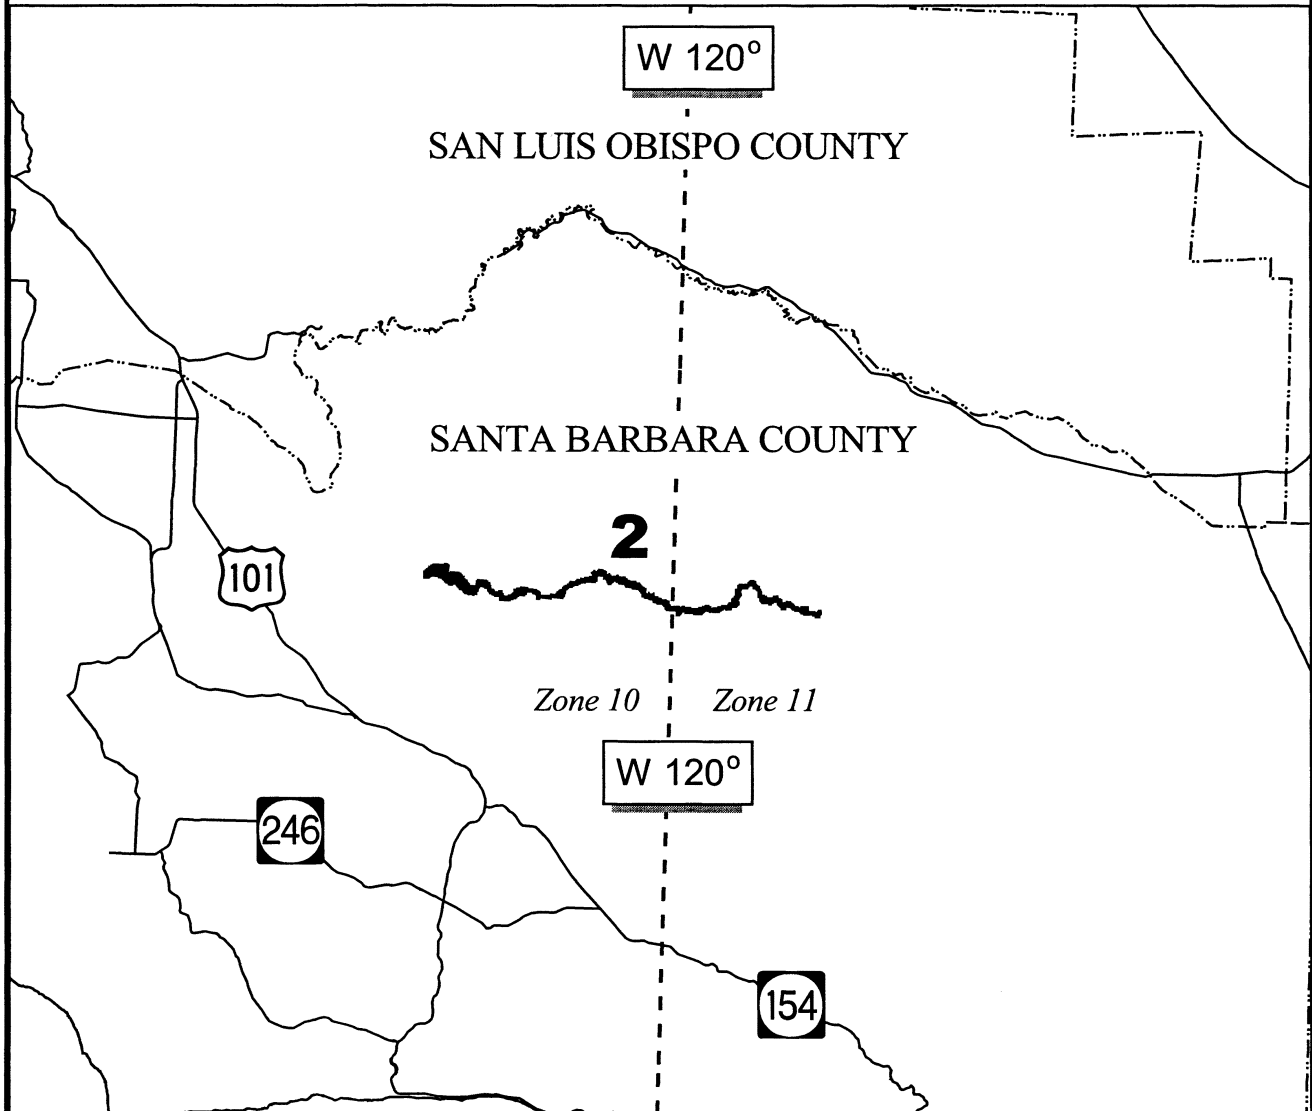 W 120°
SAN LUIS OBISPO COUNTY
SANTA BARBARA COUNTY
2
101
Zone 10
Zone 11
W 120°
246
154